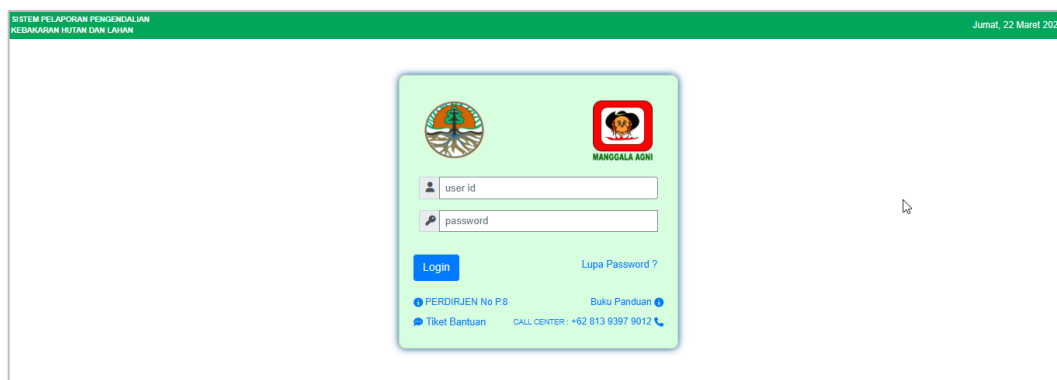 SISTEM PELAPORAN PENGENDALIAN
KEBAKARAN HUTAN DAN LAHAN
Jumat, 22 Maret 202
MANGGALA AGNI
user id
password
Login
Lupa Password ?
PERDIRJEN No P.8
Buku Panduan
Tiket Bantuan
CALL CENTER : +62 813 9397 9012